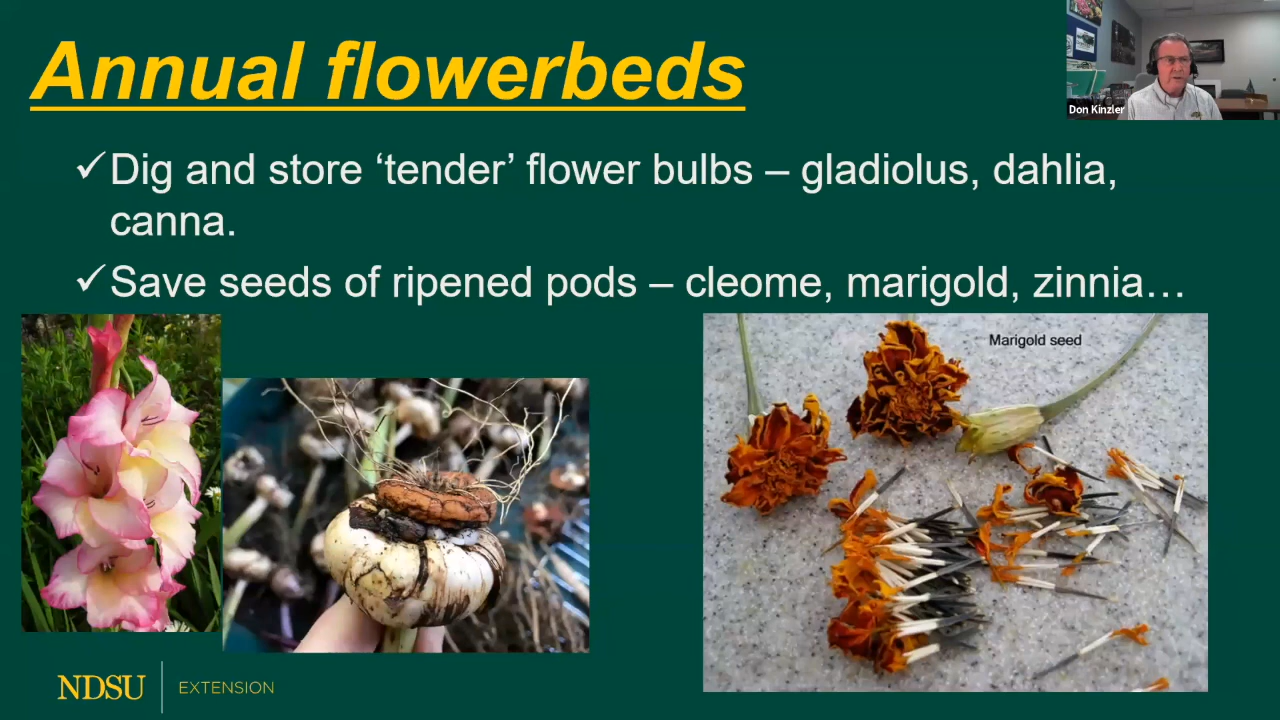 Annual flowerbeds
Don Kinzler
✓Dig and store ‘tender’ flower bulbs – gladiolus, dahlia,
canna.
✓Save seeds of ripened pods – cleome, marigold, zinnia…
Marigold seed
NDSU EXTENSION